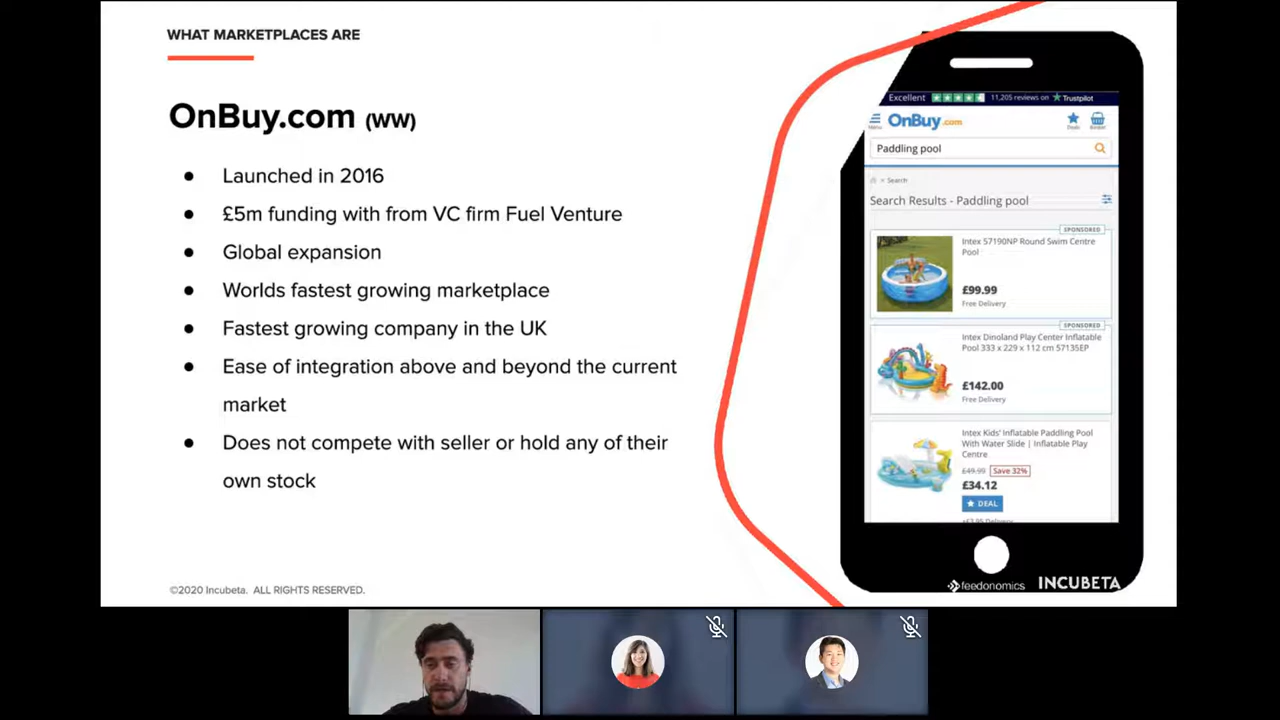 WHAT MARKETPLACES ARE
OnBuy.com (WW)
● Launched in 2016
● £5m funding with from VC firm Fuel Venture
● Global expansion
● Worlds fastest growing marketplace
● Fastest growing company in the UK
● Ease of integration above and beyond the current
market
● Does not compete with seller or hold any of their
own stock
©2020 Incubeta. ALL RIGHTS RESERVED.
Excellent 11,205 reviews on Trustpilot
Menu OnBuy.com Deals Basket
Paddling pool
> Search
Search Results - Paddling pool
SPONSORED
Intex 57190NP Round Swim Centre
Pool
£99.99
Free Delivery
SPONSORED
Intex Dinoland Play Center Inflatable
Pool 333 x 229 x 112 cm 57135EP
£142.00
Free Delivery
Intex Kids' Inflatable Paddling Pool
With Water Slide | Inflatable Play
Centre
£49.99 Save 32%
£34.12
DEAL
+£3.95 Delivery
feedonomics INCUBETA